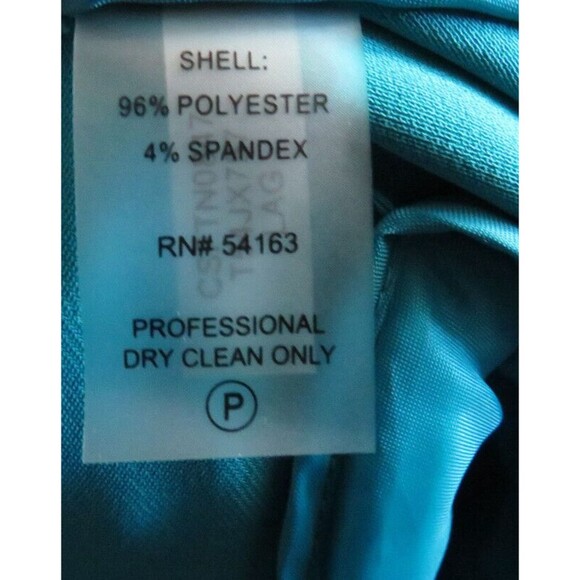 SHELL:
96% POLYESTER
4% SPANDEX
RN# 54163
PROFESSIONAL
DRY CLEAN ONLY
P